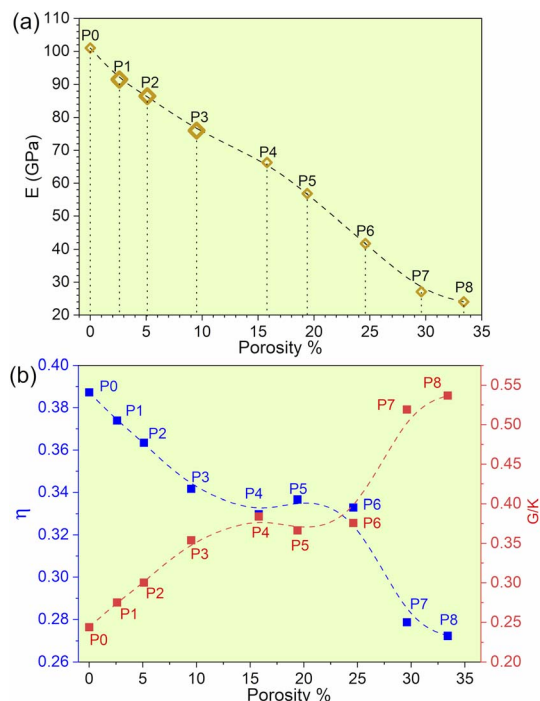 (a)
110
100
90
80
70
60
50
40
30
20
E (GPa)
P0
P1
P2
P3
P4
P5
P6
P7
P8
0 5 10 15 20 25 30 35
Porosity %
(b)
0.40
0.38
0.36
0.34
0.32
0.30
0.28
0.26
η
P0
P1
P2
P3
P4
P5
P6
P7
P8
P0
P1
P2
P3
P4
P5
P6
P7
P8
0.55
0.50
0.45
0.40
0.35
0.30
0.25
0.20
G/K
0 5 10 15 20 25 30 35
Porosity %